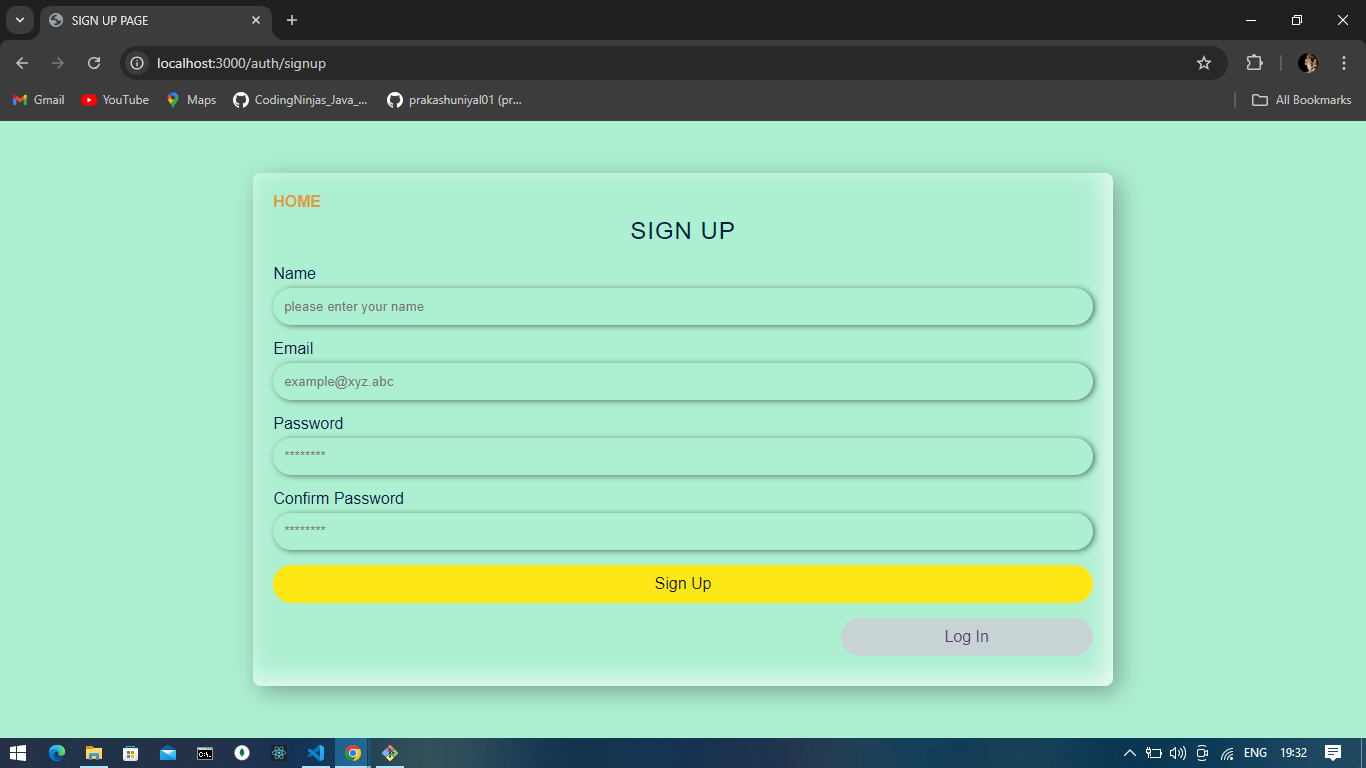 SIGN UP PAGE
localhost:3000/auth/signup
Gmail YouTube Maps CodingNinjas_Java_... prakashuniyal01 (pr... All Bookmarks
HOME
SIGN UP
Name
please enter your name
Email
example@xyz.abc
Password
********
Confirm Password
********
Sign Up
Log In
ENG 19:32